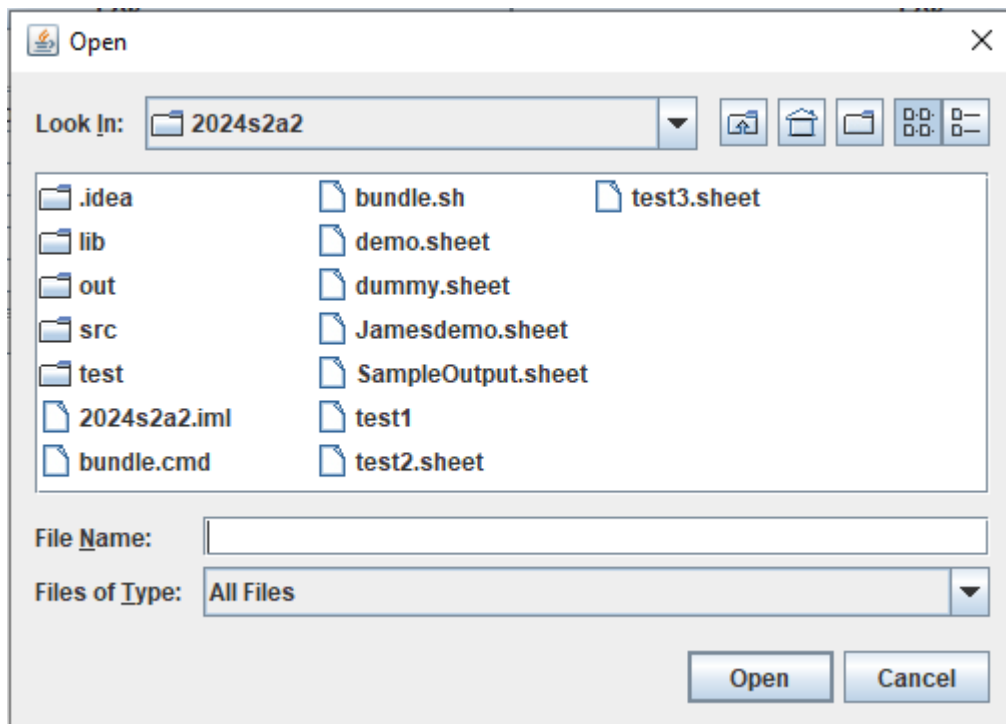 Open
Look In: 2024s2a2
.idea
lib
out
src
test
2024s2a2.iml
bundle.cmd
bundle.sh
demo.sheet
dummy.sheet
Jamesdemo.sheet
SampleOutput.sheet
test1
test2.sheet
test3.sheet
File Name:
Files of Type: All Files
Open Cancel